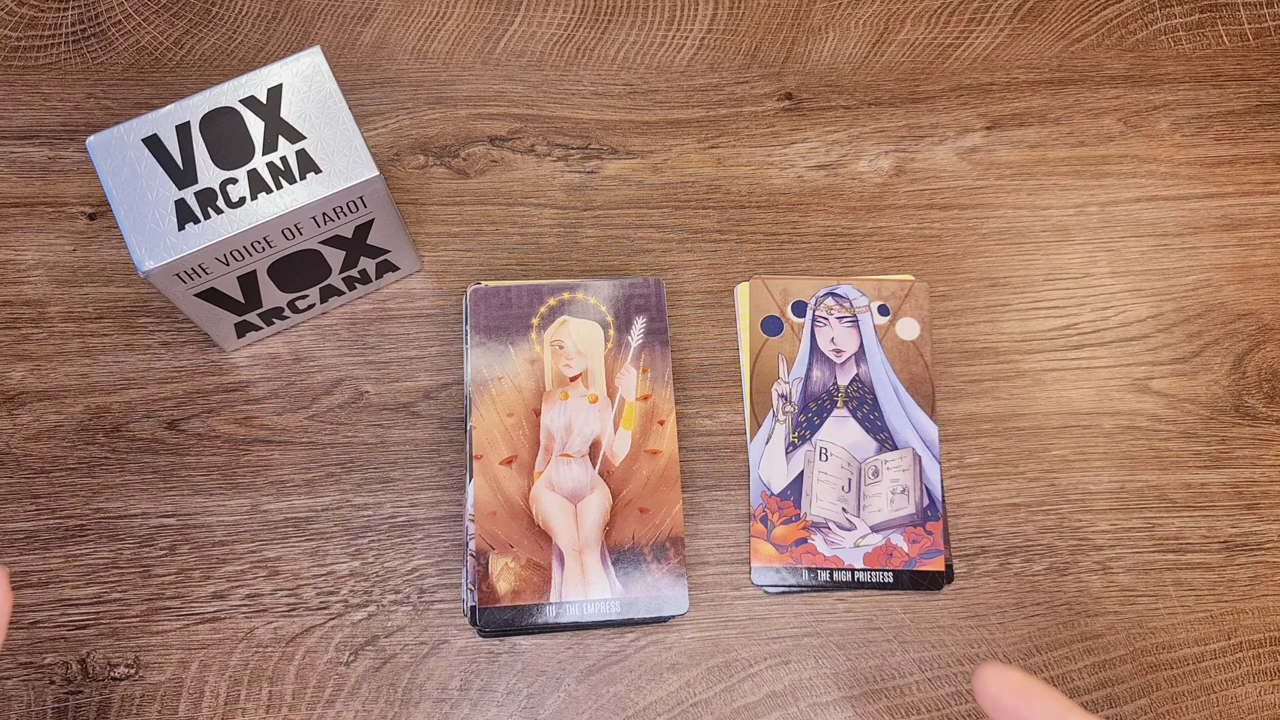 VOX
ARCANA
THE VOICE OF TAROT
VOX
ARCANA
III - THE EMPRESS
B
J
II - THE HIGH PRIESTESS